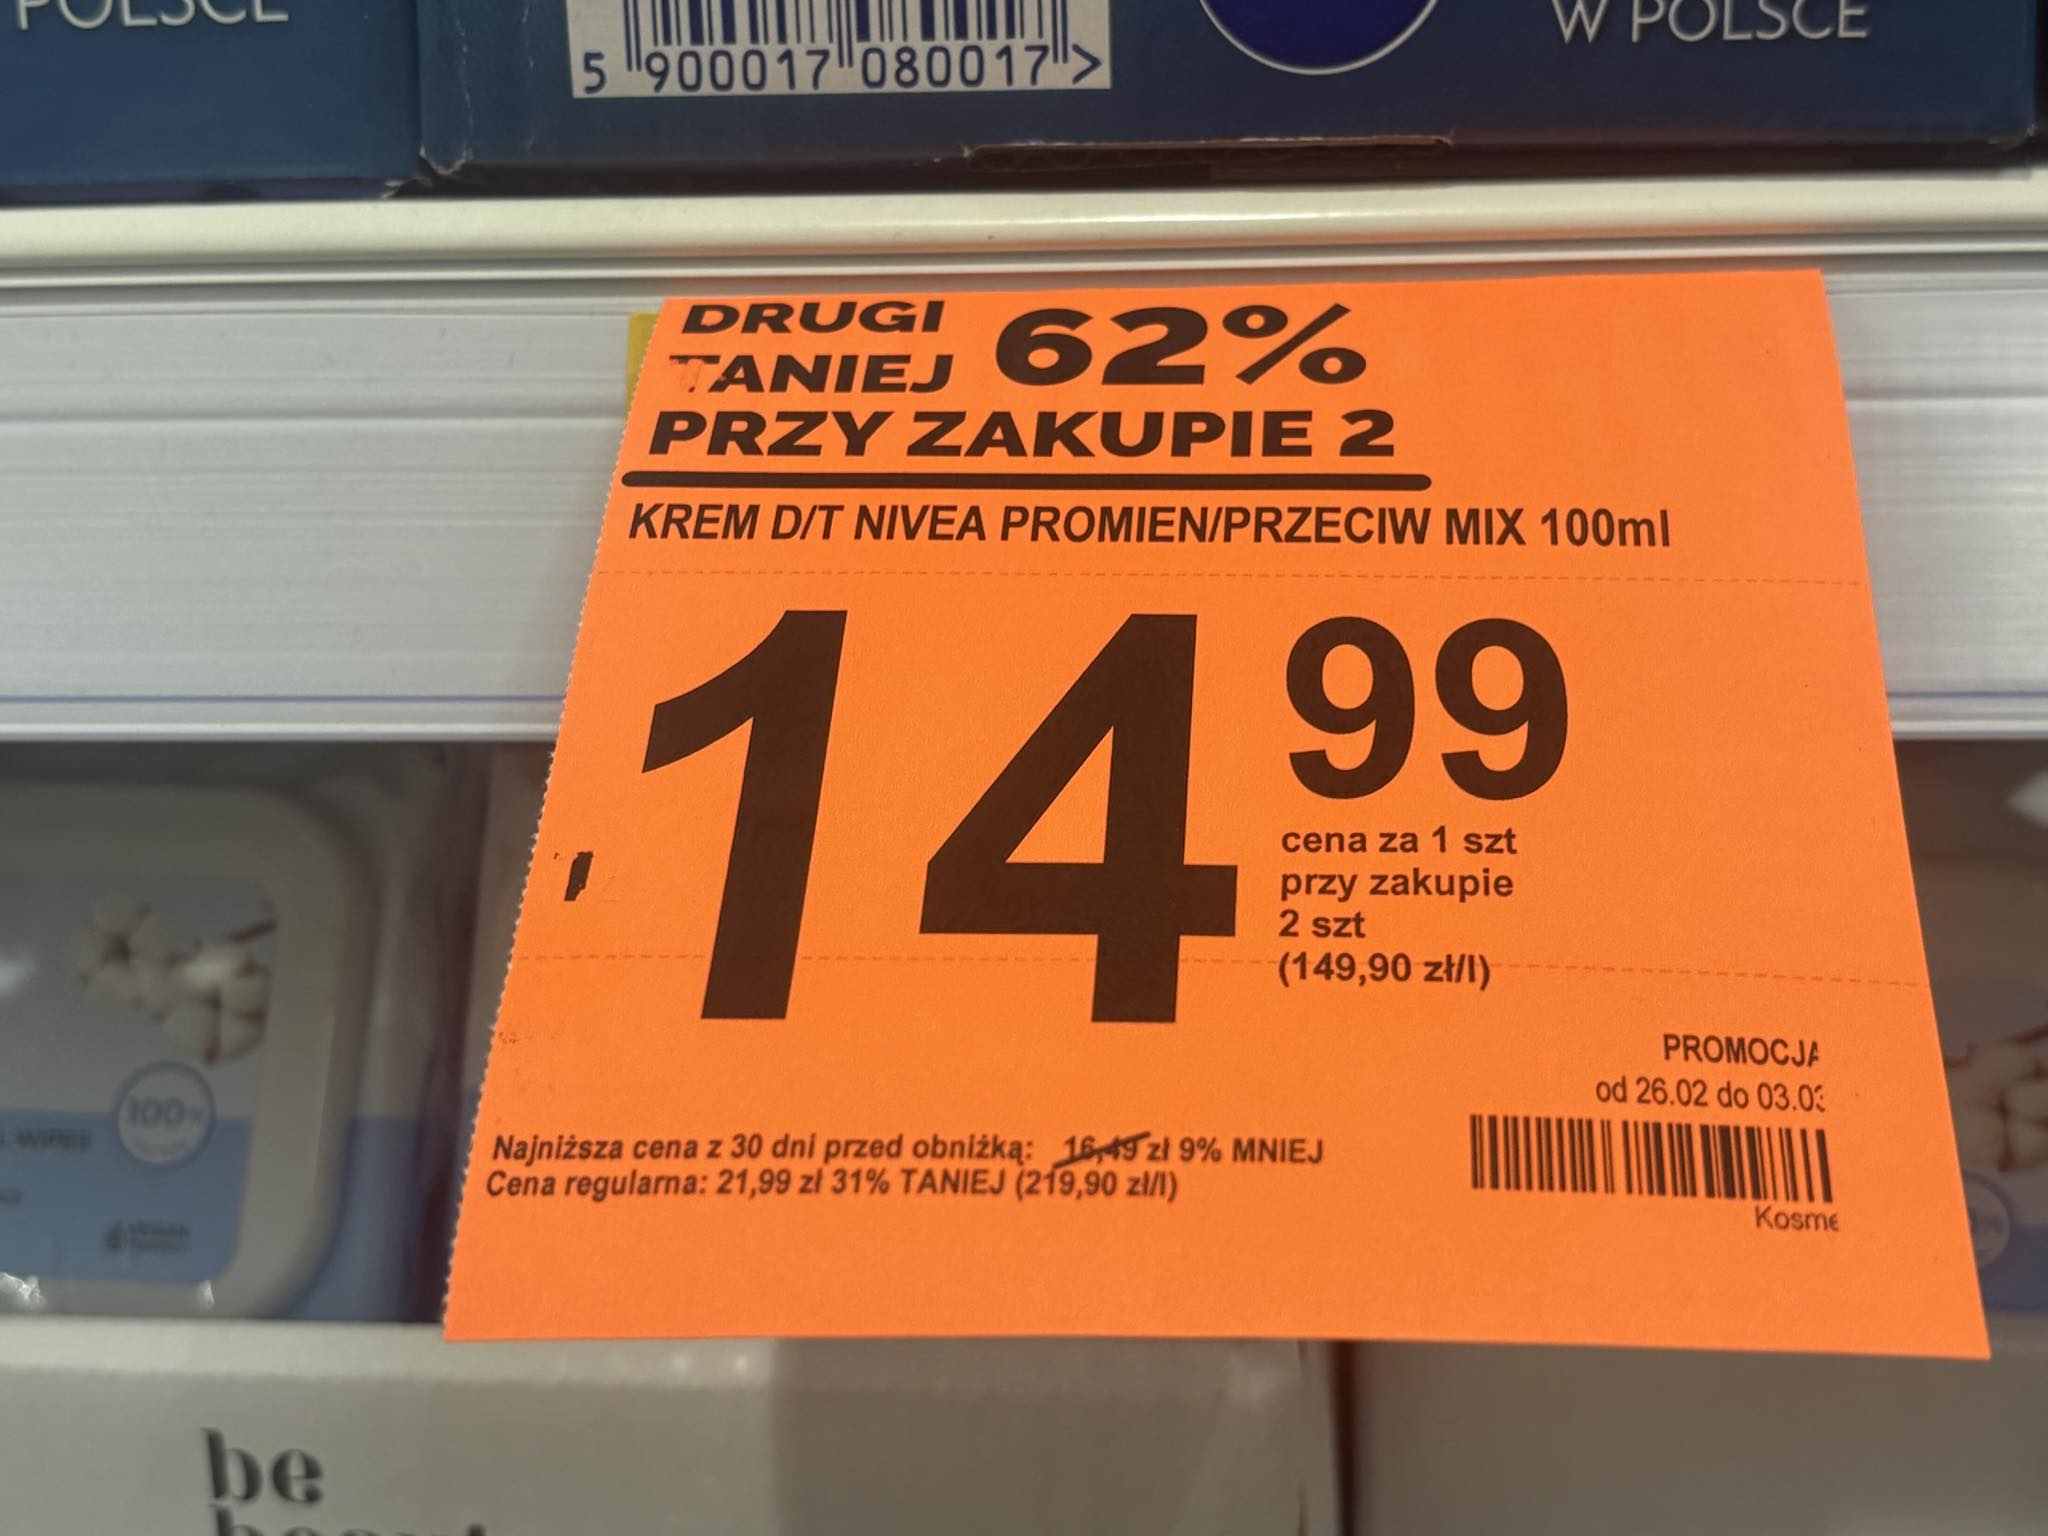 POLSCE
W POLSCE
5 900017 080017 >
DRUGI
TANIEJ 62%
PRZY ZAKUPIE 2
KREM D/T NIVEA PROMIEN/PRZECIW MIX 100ml
14 99
cena za 1 szt
przy zakupie
2 szt
(149,90 zł/l)
PROMOCJA
od 26.02 do 03.03
Najniższa cena z 30 dni przed obniżką: 16,49 zł 9% MNIEJ
Cena regularna: 21,99 zł 31% TANIEJ (219,90 zł/l)
Kosme
100%
WIPES
VEGAN
be